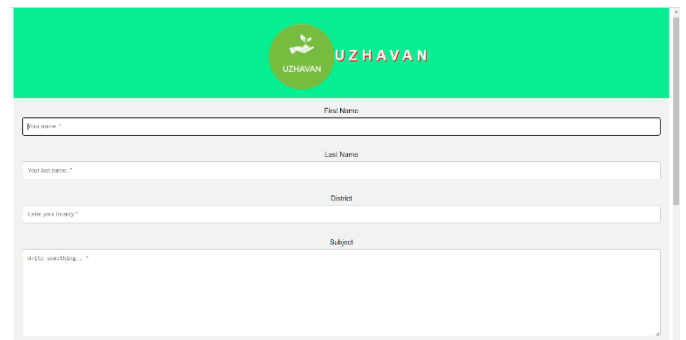 UZHAVAN
UZHAVAN
First Name
Your name. *
Last Name
Your last name..*
District
Enter your locality *
Subject
Write something.. *